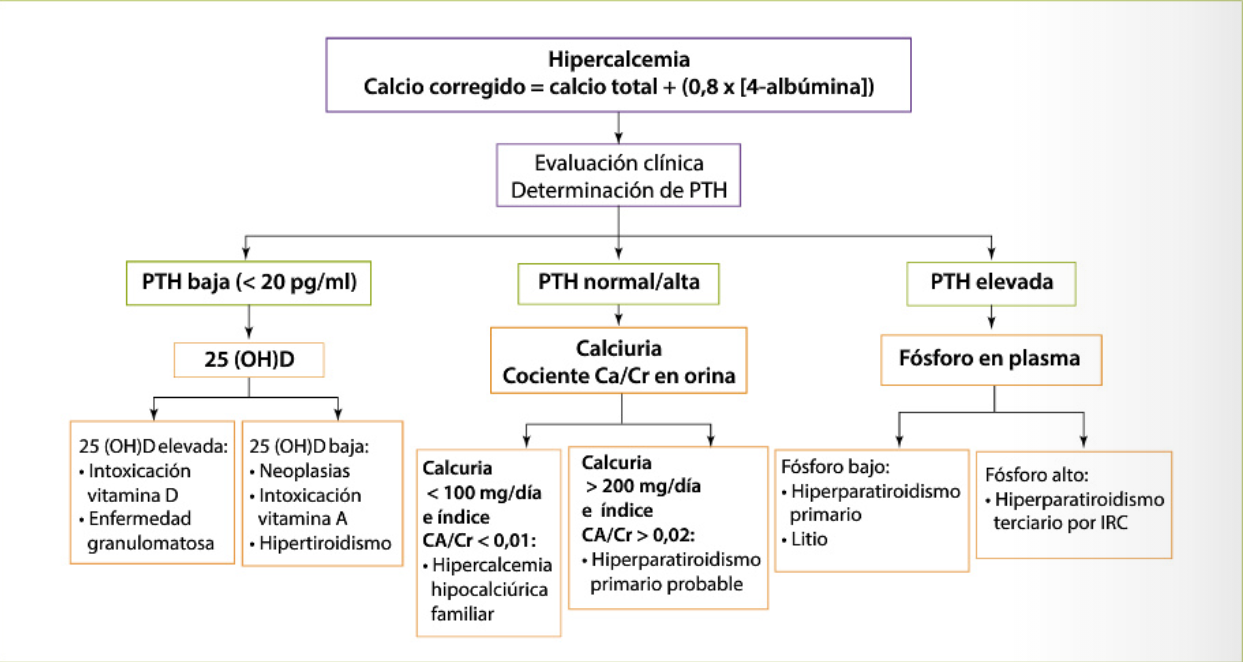 Hipercalcemia
Calcio corregido = calcio total + (0,8 x [4-albúmina])
Evaluación clínica
Determinación de PTH
PTH baja (< 20 pg/ml)
25 (OH)D
25 (OH)D elevada:
• Intoxicación
vitamina D
• Enfermedad
granulomatosa
25 (OH)D baja:
• Neoplasias
• Intoxicación
vitamina A
• Hipertiroidismo
PTH normal/alta
Calciuria
Cociente Ca/Cr en orina
Calcuria
< 100 mg/día
e índice
CA/Cr < 0,01:
• Hipercalcemia
hipocalciúrica
familiar
Calcuria
> 200 mg/día
e índice
CA/Cr > 0,02:
• Hiperparatiroidismo
primario probable
PTH elevada
Fósforo en plasma
Fósforo bajo:
• Hiperparatiroidismo
primario
• Litio
Fósforo alto:
• Hiperparatiroidismo
terciario por IRC